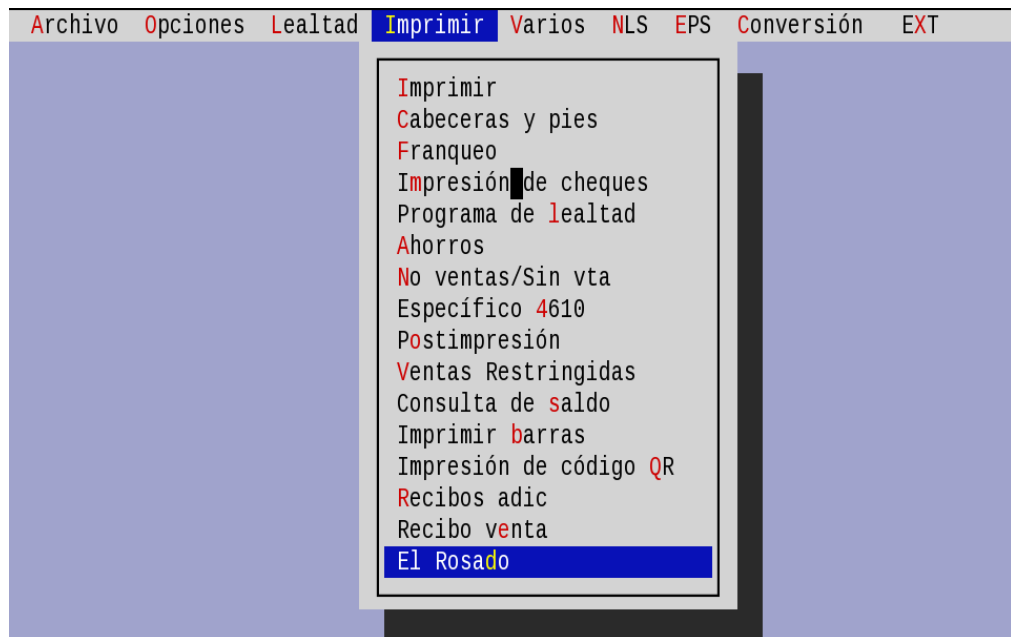 Archivo Opciones Lealtad Imprimir Varios NLS EPS Conversión EXT
Imprimir
Cabeceras y pies
Franqueo
Impresión de cheques
Programa de lealtad
Ahorros
No ventas/Sin vta
Específico 4610
Postimpresión
Ventas Restringidas
Consulta de saldo
Imprimir barras
Impresión de código QR
Recibos adic
Recibo venta
El Rosado